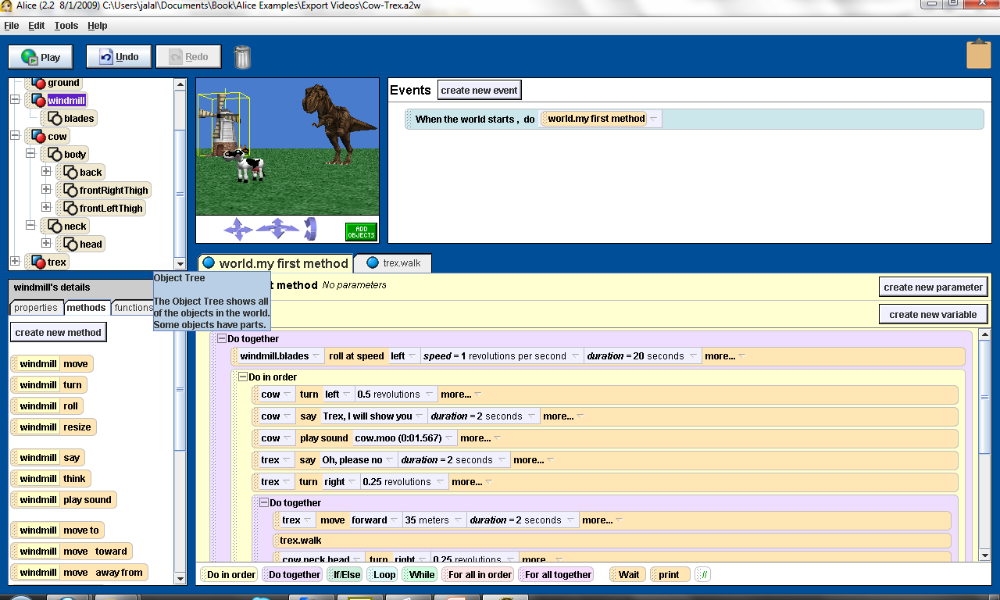 Alice (2.2 8/1/2009) C:\Users\jalal\Documents\Book\Alice Examples\Export Videos\Cow-Trex.a2w
File Edit Tools Help
Play Undo Redo
ground
windmill
blades
cow
body
back
frontRightThigh
frontLeftThigh
neck
head
trex
ADD
OBJECTS
Events create new event
When the world starts, do world.my first method
windmill's details
properties methods functions
create new method
windmill move
windmill turn
windmill roll
windmill resize
windmill say
windmill think
windmill play sound
windmill move to
windmill move toward
windmill move away from
Object Tree
The Object Tree shows all
of the objects in the world.
Some objects have parts.
world.my first method trex.walk
method No parameters
create new parameter
create new variable
Do together
windmill.blades roll at speed left speed = 1 revolutions per second duration = 20 seconds more...
Do in order
cow turn left 0.5 revolutions more...
cow say Trex, I will show you duration = 2 seconds more...
cow play sound cow.moo (0:01.567) more...
trex say Oh, please no duration = 2 seconds more...
trex turn right 0.25 revolutions more...
Do together
trex move forward 35 meters duration = 2 seconds more...
trex.walk
cow.neck.head turn right 0.25 revolutions more...
Do in order Do together If/Else Loop While For all in order For all together Wait print //